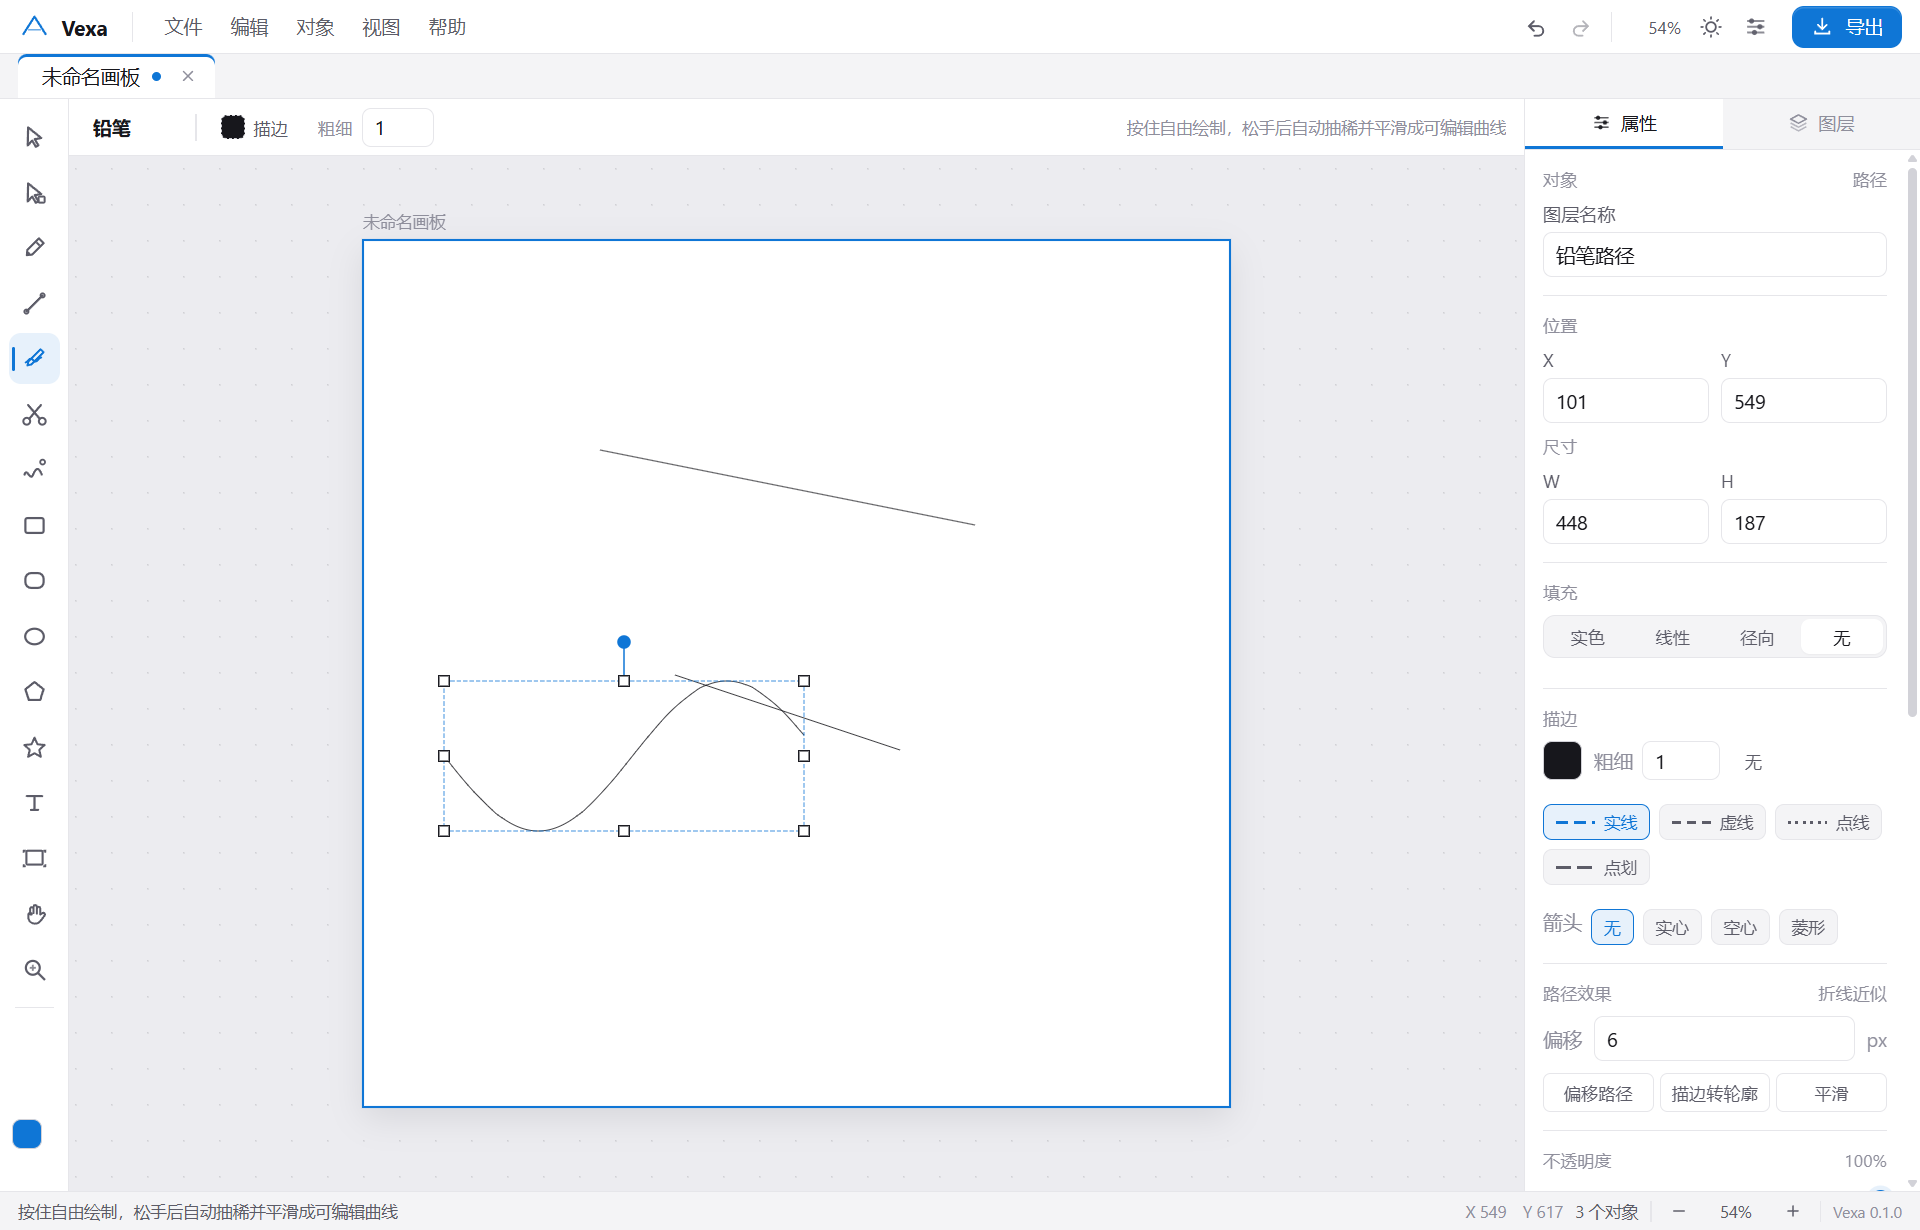 Vexa
文件
编辑
对象
视图
帮助
54%
导出
未命名画板
铅笔
描边
粗细
1
按住自由绘制，松手后自动抽稀并平滑成可编辑曲线
属性
图层
未命名画板
对象
路径
图层名称
铅笔路径
位置
X
Y
101
549
尺寸
W
H
448
187
填充
实色
线性
径向
无
描边
粗细
1
无
实线
虚线
点线
点划
箭头
无
实心
空心
菱形
路径效果
折线近似
偏移
6
px
偏移路径
描边转轮廓
平滑
不透明度
100%
按住自由绘制，松手后自动抽稀并平滑成可编辑曲线
X 549
Y 617
3 个对象
54%
Vexa 0.1.0